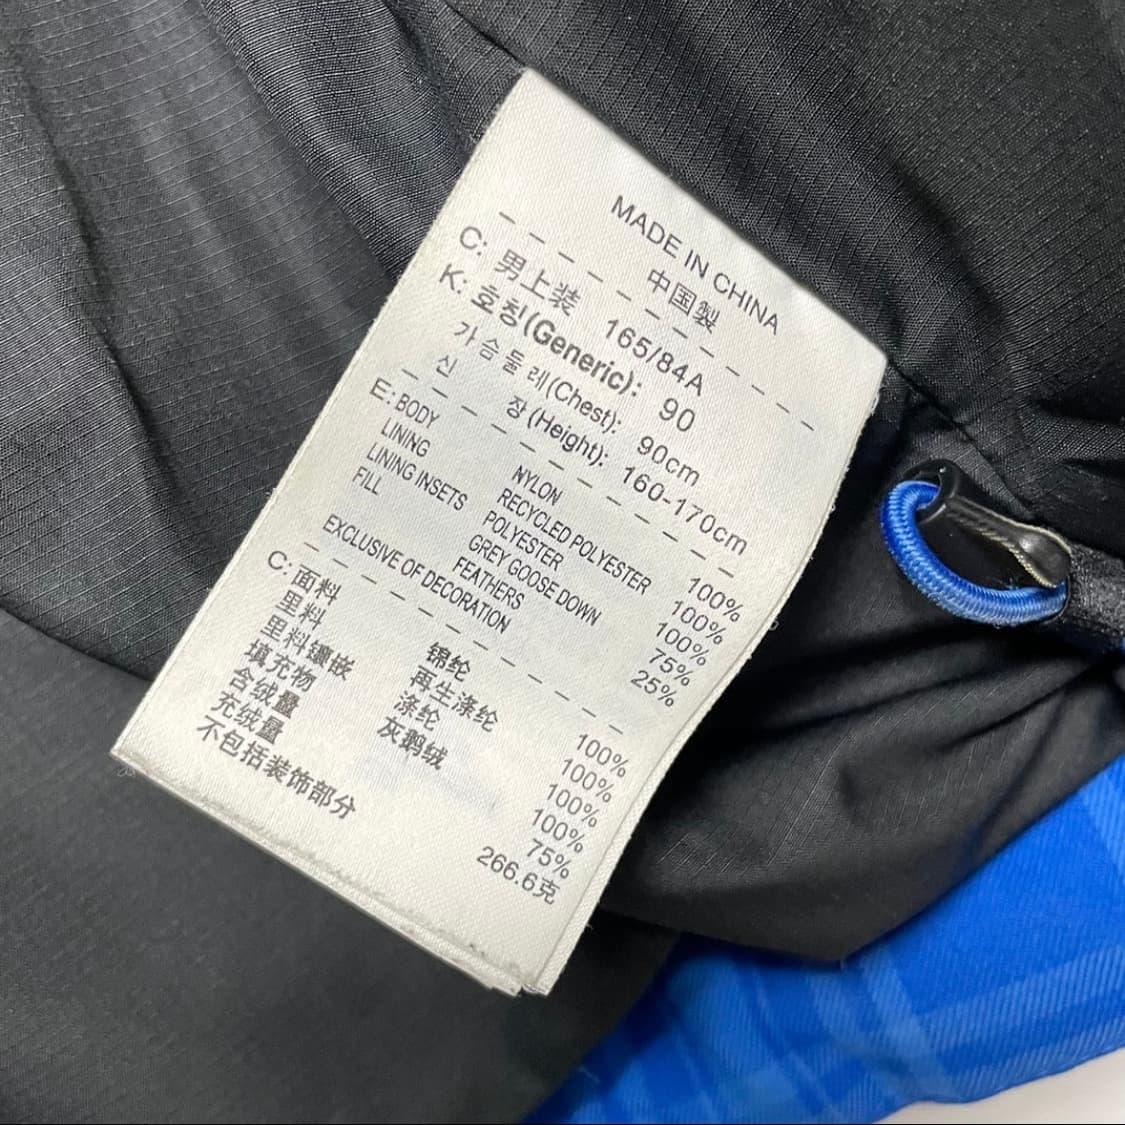 MADE IN CHINA
中国製
C: 男上装 165/84A
K: 호칭(Generic): 90
가슴둘레(Chest): 90cm
신 장(Height): 160-170cm
E: BODY NYLON 100%
LINING RECYCLED POLYESTER 100%
LINING INSETS POLYESTER 100%
FILL GREY GOOSE DOWN 75%
FEATHERS 25%
EXCLUSIVE OF DECORATION
C: 面料 锦纶 100%
里料 再生涤纶 100%
里料镶嵌 涤纶 100%
填充物 灰鹅绒 100%
含绒量 75%
充绒量 266.6克
不包括装饰部分